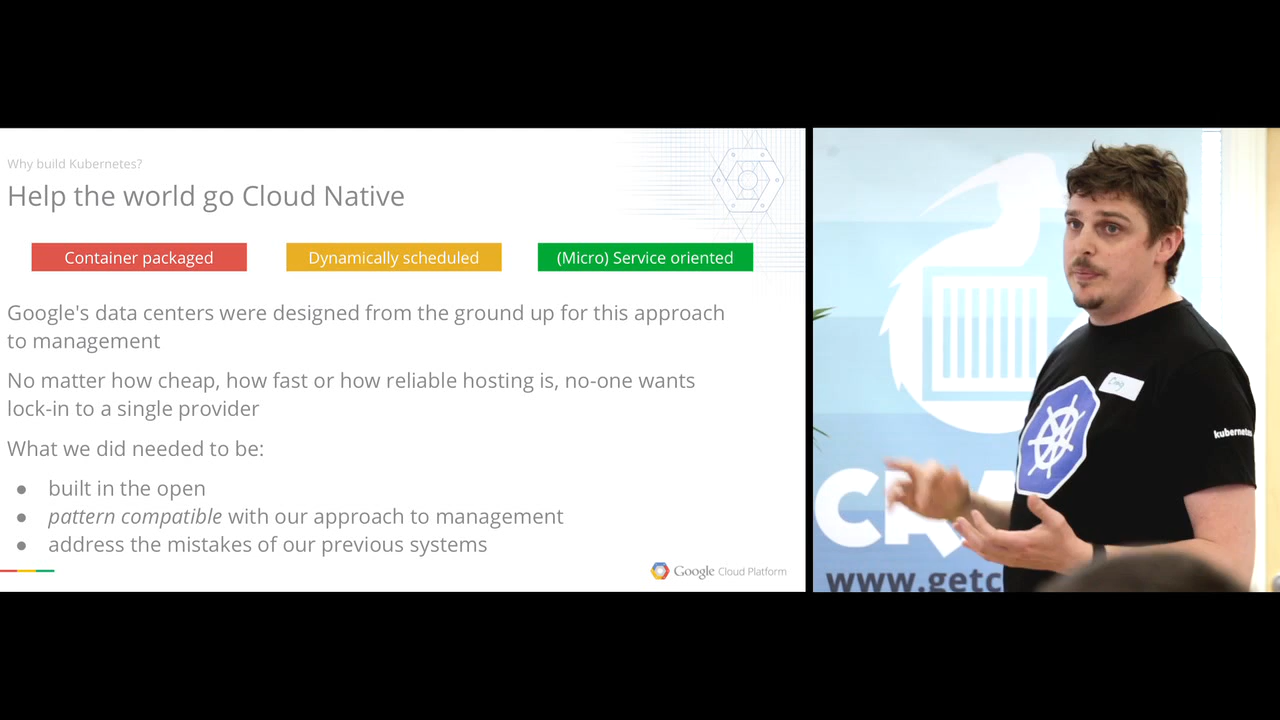 Why build Kubernetes?
Help the world go Cloud Native
Container packaged
Dynamically scheduled
(Micro) Service oriented
Google's data centers were designed from the ground up for this approach
to management
No matter how cheap, how fast or how reliable hosting is, no-one wants
lock-in to a single provider
What we did needed to be:
● built in the open
● pattern compatible with our approach to management
● address the mistakes of our previous systems
Google Cloud Platform
Craig
kubernetes
CRA
www.getc